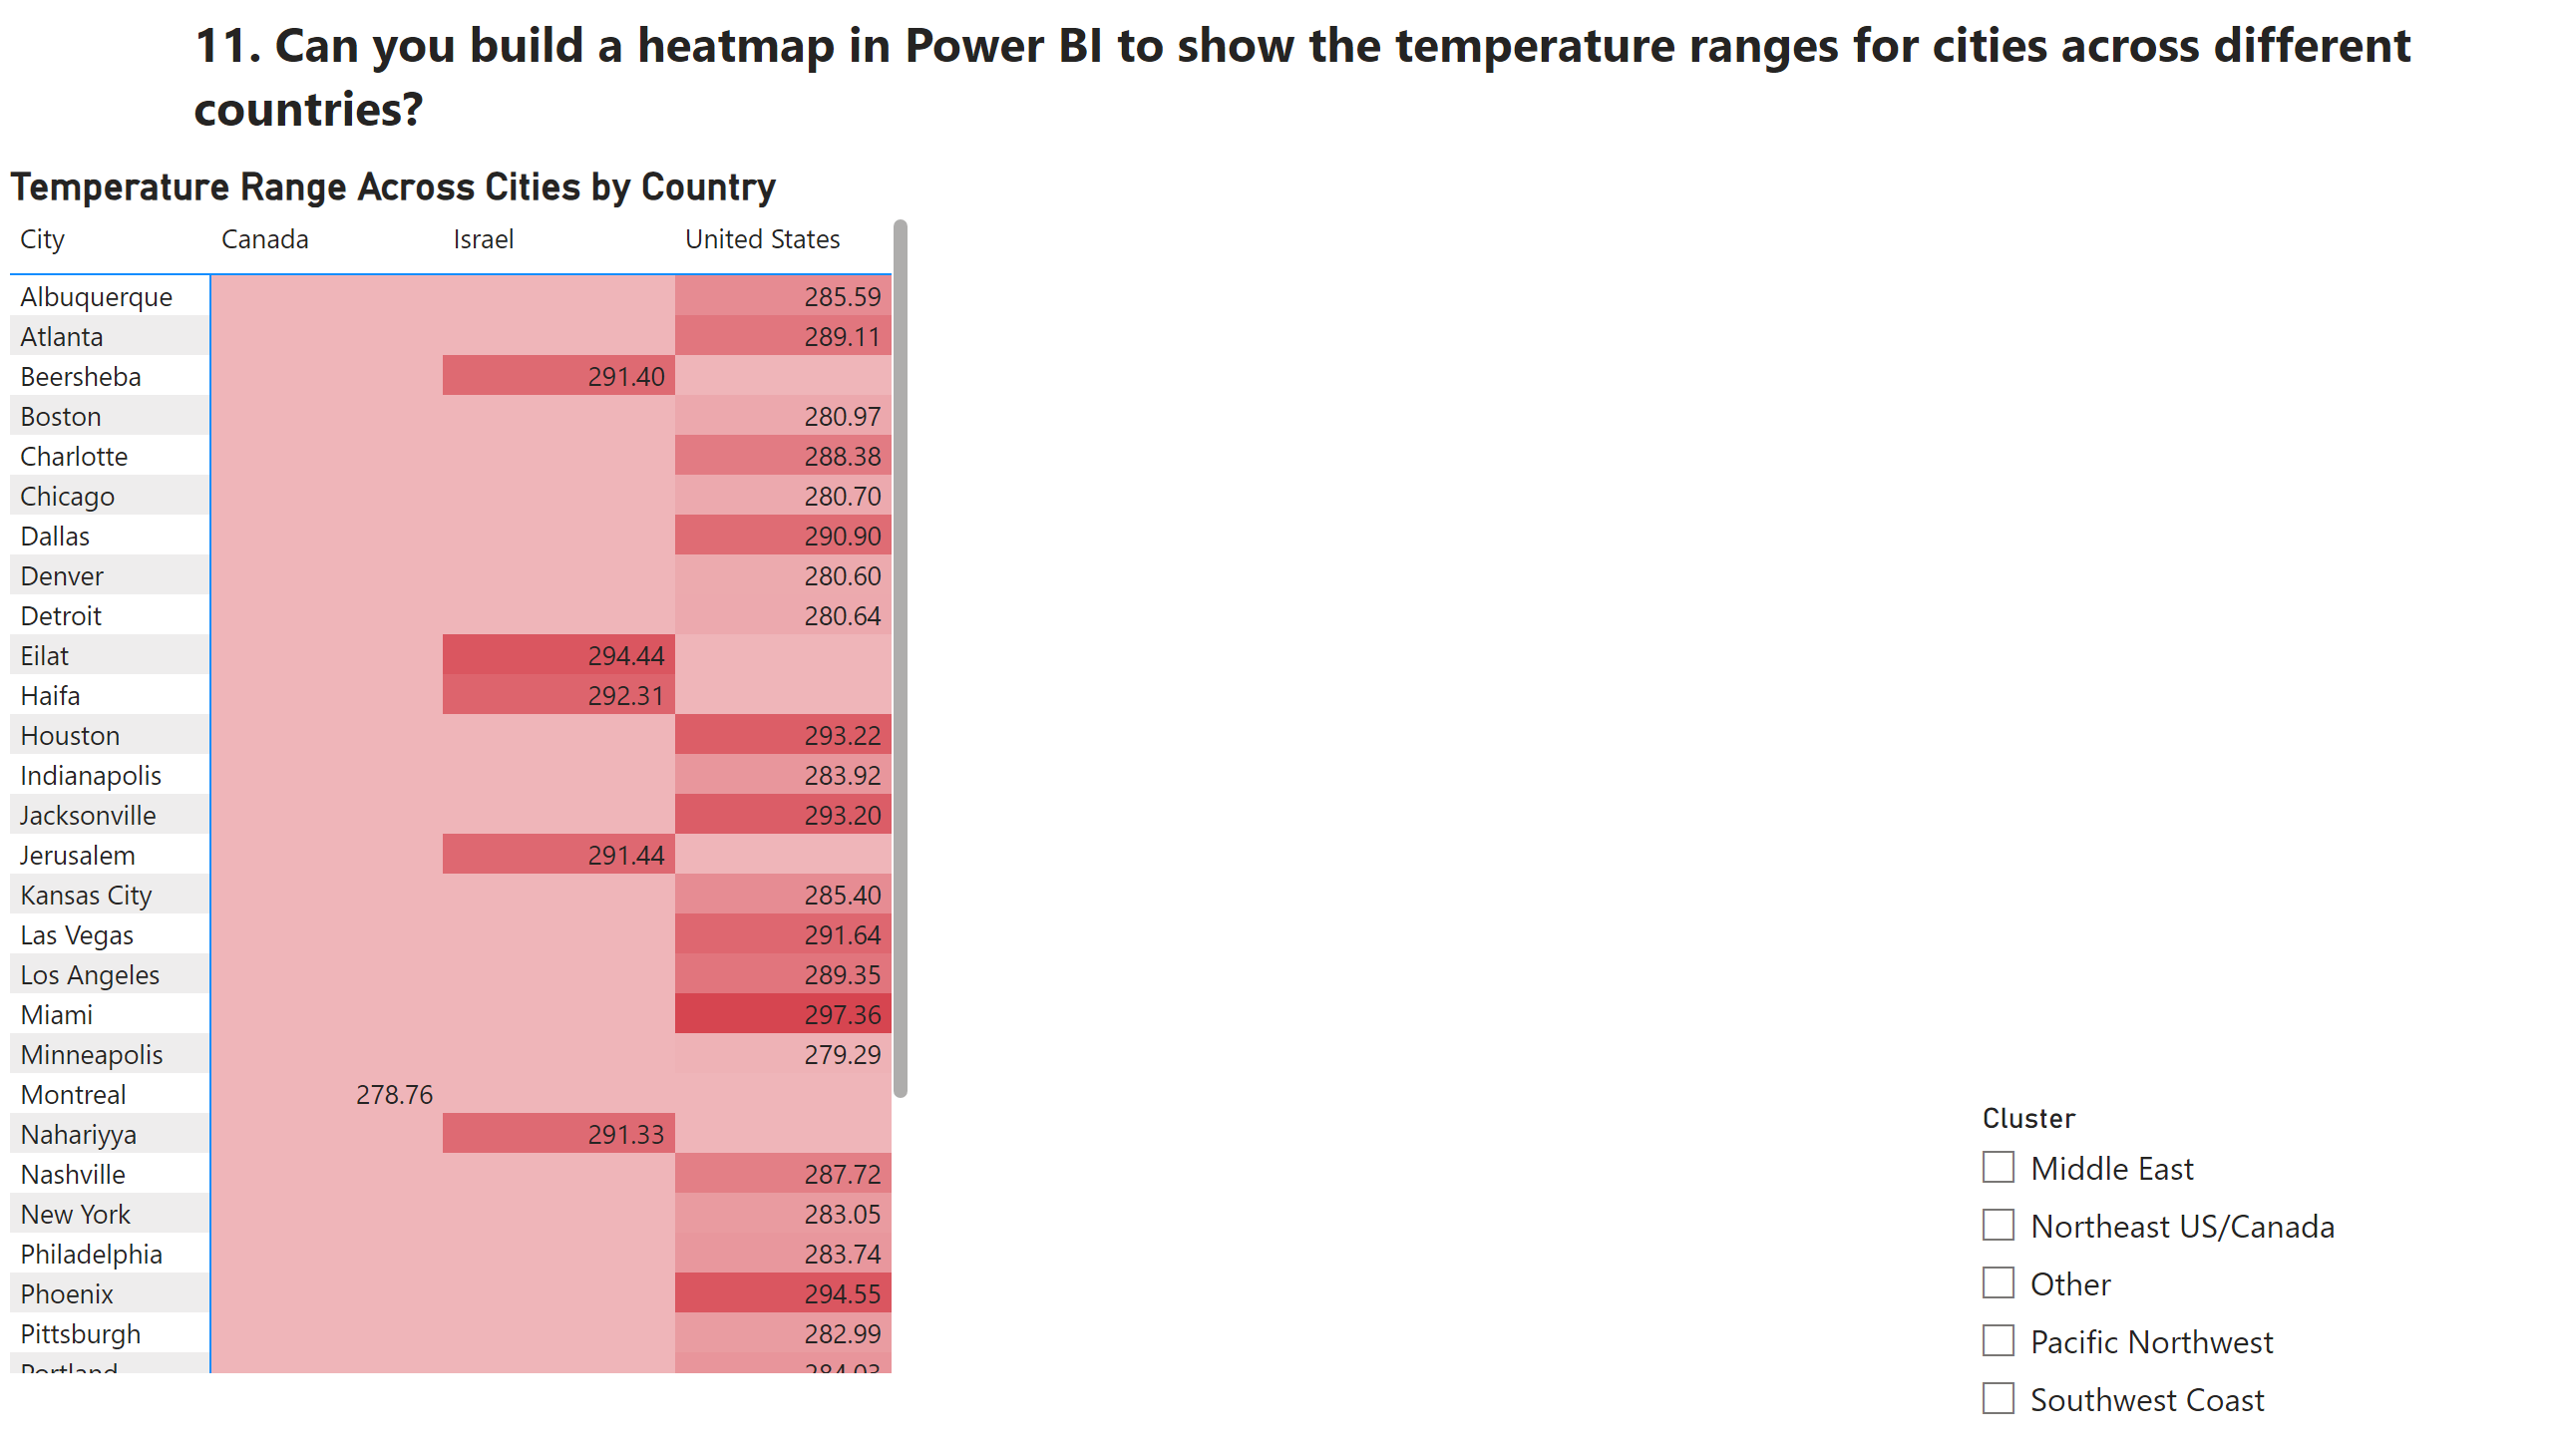 11. Can you build a heatmap in Power BI to show the temperature ranges for cities across different
countries?
Temperature Range Across Cities by Country
City Canada Israel United States
Albuquerque 285.59
Atlanta 289.11
Beersheba 291.40
Boston 280.97
Charlotte 288.38
Chicago 280.70
Dallas 290.90
Denver 280.60
Detroit 280.64
Eilat 294.44
Haifa 292.31
Houston 293.22
Indianapolis 283.92
Jacksonville 293.20
Jerusalem 291.44
Kansas City 285.40
Las Vegas 291.64
Los Angeles 289.35
Miami 297.36
Minneapolis 279.29
Montreal 278.76
Nahariyya 291.33
Nashville 287.72
New York 283.05
Philadelphia 283.74
Phoenix 294.55
Pittsburgh 282.99
Portland 284.03
Cluster
Middle East
Northeast US/Canada
Other
Pacific Northwest
Southwest Coast